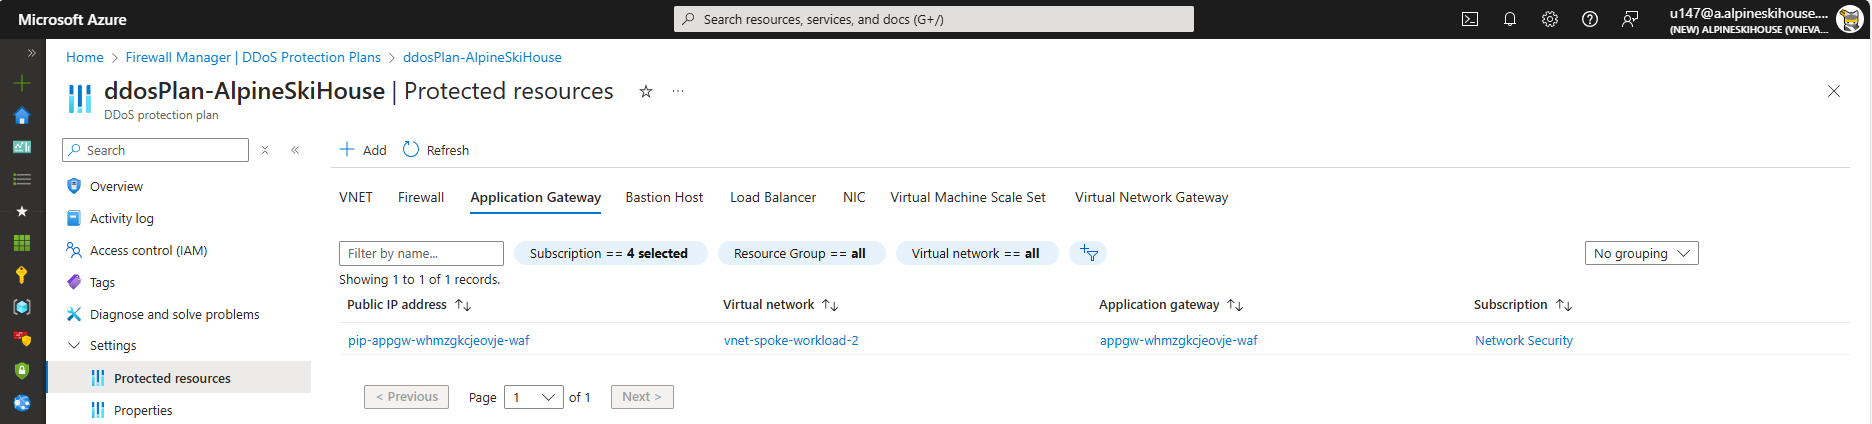 Microsoft Azure
Search resources, services, and docs (G+/)
u147@a.alpineskihouse....
(NEW) ALPINESKIHOUSE (VNEVA...
Home > Firewall Manager | DDoS Protection Plans > ddosPlan-AlpineSkiHouse
ddosPlan-AlpineSkiHouse | Protected resources
DDoS protection plan
Search
Overview
Activity log
Access control (IAM)
Tags
Diagnose and solve problems
Settings
Protected resources
Properties
Add Refresh
VNET Firewall Application Gateway Bastion Host Load Balancer NIC Virtual Machine Scale Set Virtual Network Gateway
Filter by name... Subscription == 4 selected Resource Group == all Virtual network == all No grouping
Showing 1 to 1 of 1 records.
Public IP address Virtual network Application gateway Subscription
pip-appgw-whmzgkcjeovje-waf vnet-spoke-workload-2 appgw-whmzgkcjeovje-waf Network Security
< Previous Page 1 of 1 Next >